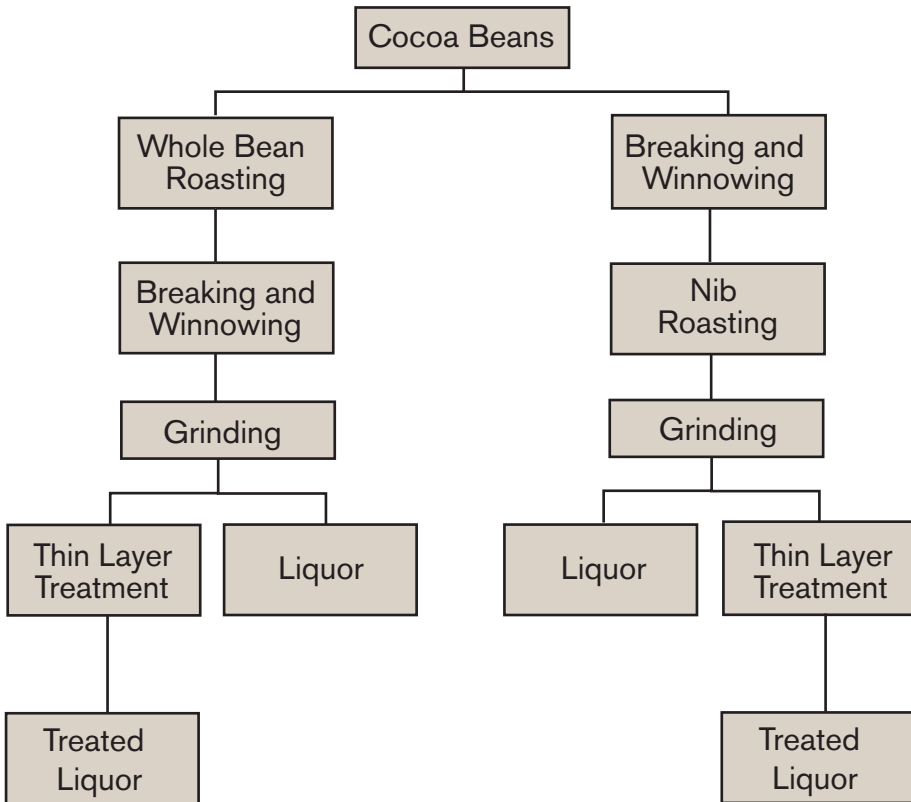 Cocoa Beans
Whole Bean
Roasting
Breaking and
Winnowing
Breaking and
Winnowing
Nib
Roasting
Grinding
Grinding
Thin Layer
Treatment
Liquor
Liquor
Thin Layer
Treatment
Treated
Liquor
Treated
Liquor